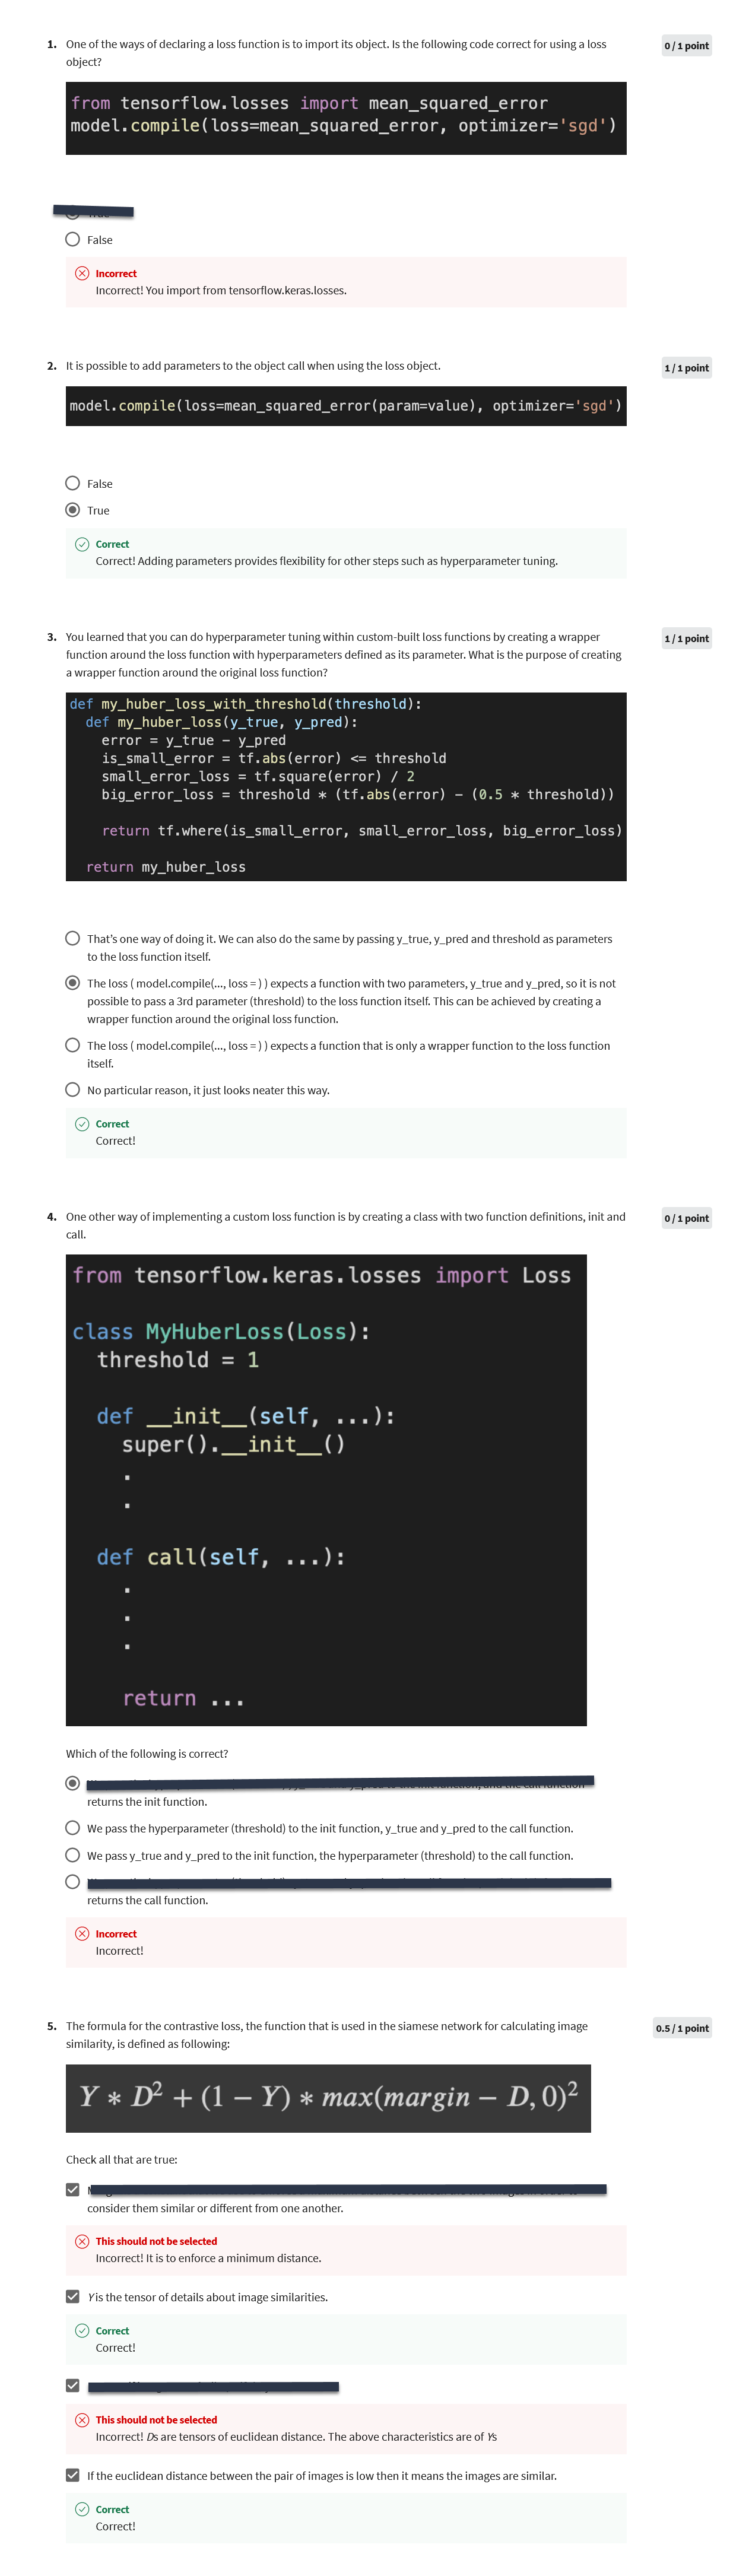 1. One of the ways of declaring a loss function is to import its object. Is the following code correct for using a loss
object?
0 / 1 point
from tensorflow.losses import mean_squared_error
model.compile(loss=mean_squared_error, optimizer='sgd')
False
Incorrect
Incorrect! You import from tensorflow.keras.losses.
2. It is possible to add parameters to the object call when using the loss object.
1 / 1 point
model.compile(loss=mean_squared_error(param=value), optimizer='sgd')
False
True
Correct
Correct! Adding parameters provides flexibility for other steps such as hyperparameter tuning.
3. You learned that you can do hyperparameter tuning within custom-built loss functions by creating a wrapper
function around the loss function with hyperparameters defined as its parameter. What is the purpose of creating
a wrapper function around the original loss function?
1 / 1 point
def my_huber_loss_with_threshold(threshold):
def my_huber_loss(y_true, y_pred):
error = y_true - y_pred
is_small_error = tf.abs(error) <= threshold
small_error_loss = tf.square(error) / 2
big_error_loss = threshold * (tf.abs(error) - (0.5 * threshold))
return tf.where(is_small_error, small_error_loss, big_error_loss)
return my_huber_loss
That's one way of doing it. We can also do the same by passing y_true, y_pred and threshold as parameters
to the loss function itself.
The loss ( model.compile(..., loss = ) ) expects a function with two parameters, y_true and y_pred, so it is not
possible to pass a 3rd parameter (threshold) to the loss function itself. This can be achieved by creating a
wrapper function around the original loss function.
The loss ( model.compile(..., loss = ) ) expects a function that is only a wrapper function to the loss function
itself.
No particular reason, it just looks neater this way.
Correct
Correct!
4. One other way of implementing a custom loss function is by creating a class with two function definitions, init and
call.
0 / 1 point
from tensorflow.keras.losses import Loss
class MyHuberLoss(Loss):
threshold = 1
def __init__(self, ...):
super().__init__()
.
.
def call(self, ...):
.
.
.
return ...
Which of the following is correct?
returns the init function.
We pass the hyperparameter (threshold) to the init function, y_true and y_pred to the call function.
We pass y_true and y_pred to the init function, the hyperparameter (threshold) to the call function.
returns the call function.
Incorrect
Incorrect!
5. The formula for the contrastive loss, the function that is used in the siamese network for calculating image
similarity, is defined as following:
0.5 / 1 point
Y * D² + (1 − Y) * max(margin − D, 0)²
Check all that are true:
consider them similar or different from one another.
This should not be selected
Incorrect! It is to enforce a minimum distance.
Y is the tensor of details about image similarities.
Correct
Correct!
This should not be selected
Incorrect! Ds are tensors of euclidean distance. The above characteristics are of Ys
If the euclidean distance between the pair of images is low then it means the images are similar.
Correct
Correct!